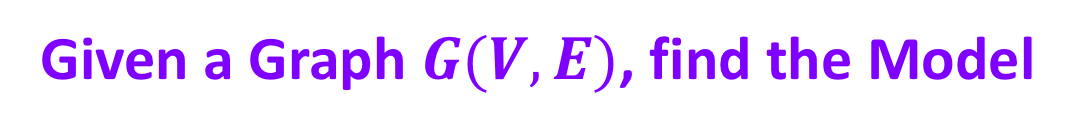 Given a Graph G(V, E), find the Model